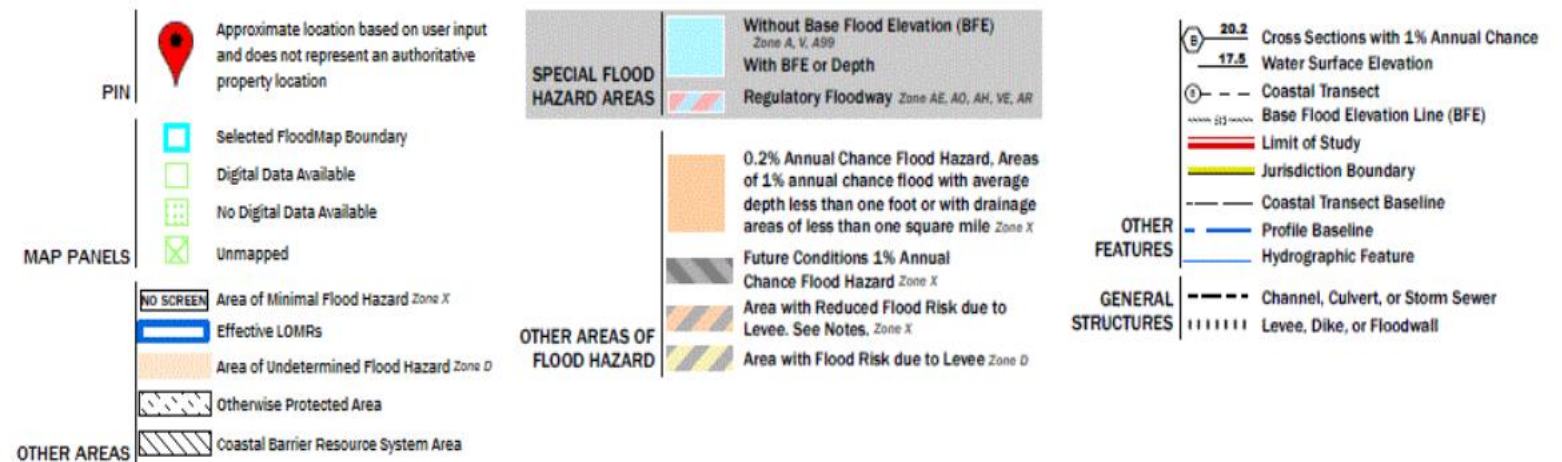 PIN
Approximate location based on user input
and does not represent an authoritative
property location
MAP PANELS
Selected FloodMap Boundary
Digital Data Available
No Digital Data Available
Unmapped
OTHER AREAS
NO SCREEN Area of Minimal Flood Hazard Zone X
Effective LOMRs
Area of Undetermined Flood Hazard Zone D
Otherwise Protected Area
Coastal Barrier Resource System Area
SPECIAL FLOOD
HAZARD AREAS
Without Base Flood Elevation (BFE)
Zone A, V, A99
With BFE or Depth
Regulatory Floodway Zone AE, AO, AH, VE, AR
OTHER AREAS OF
FLOOD HAZARD
0.2% Annual Chance Flood Hazard, Areas
of 1% annual chance flood with average
depth less than one foot or with drainage
areas of less than one square mile Zone X
Future Conditions 1% Annual
Chance Flood Hazard Zone X
Area with Reduced Flood Risk due to
Levee. See Notes. Zone X
Area with Flood Risk due to Levee Zone D
OTHER
FEATURES
B 20.2 Cross Sections with 1% Annual Chance
17.5 Water Surface Elevation
8 Coastal Transect
Base Flood Elevation Line (BFE)
Limit of Study
Jurisdiction Boundary
Coastal Transect Baseline
Profile Baseline
Hydrographic Feature
GENERAL
STRUCTURES
Channel, Culvert, or Storm Sewer
Levee, Dike, or Floodwall